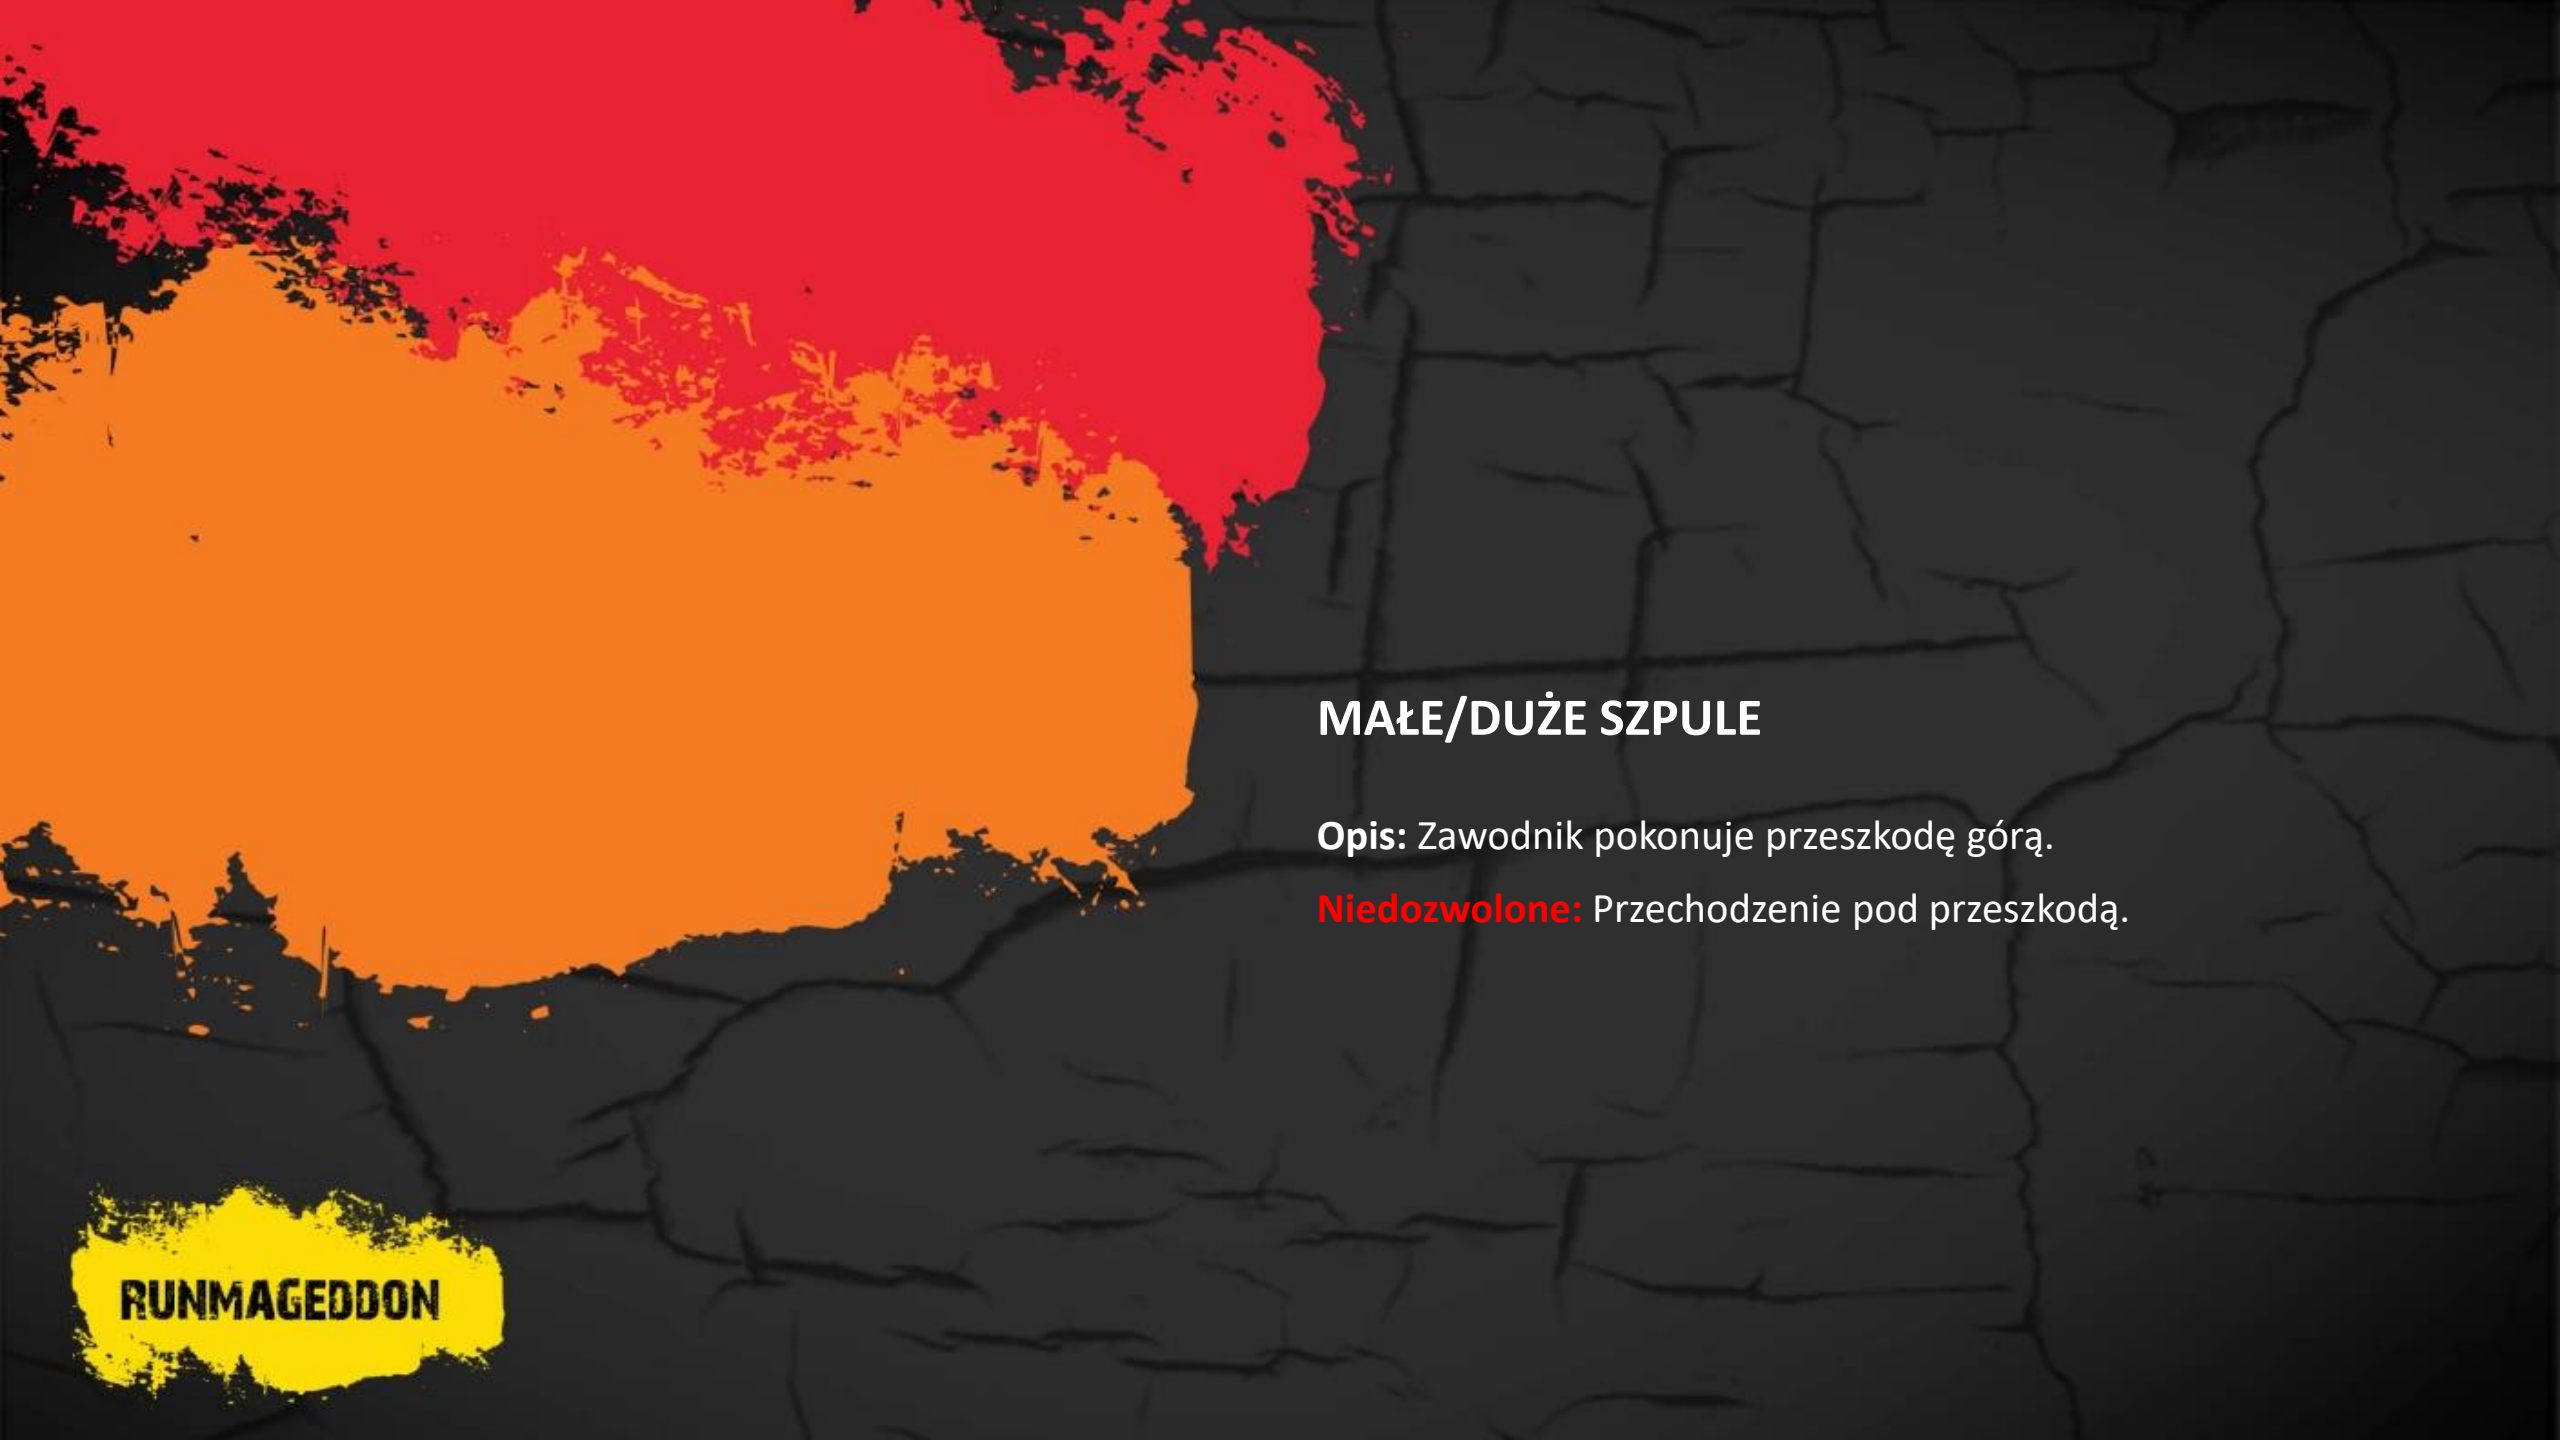 MAŁE/DUŻE SZPULE
Opis: Zawodnik pokonuje przeszkodę górą.
Niedozwolone: Przechodzenie pod przeszkodą.
RUNMAGEDDON